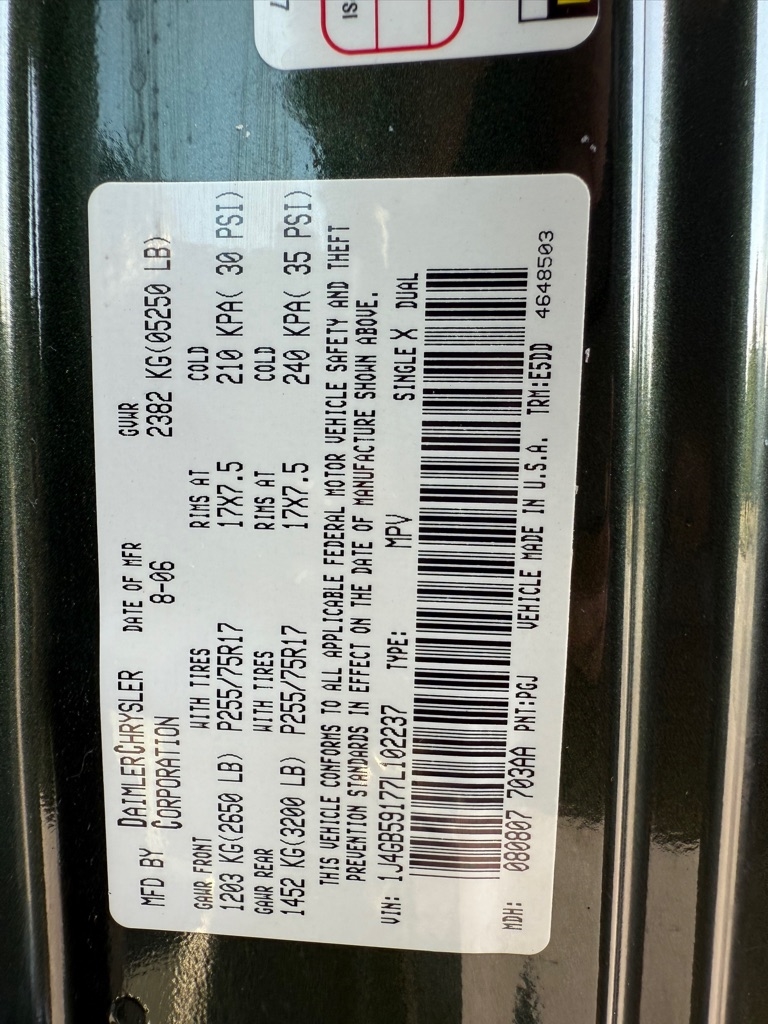 IS
MFD BY DAIMLERCHRYSLER CORPORATION
DATE OF MFR 8-06
GVWR 2382 KG(05250 LB)
GAWR FRONT WITH TIRES RIMS AT COLD
1203 KG(2650 LB) P255/75R17 17X7.5 210 KPA( 30 PSI)
GAWR REAR WITH TIRES RIMS AT COLD
1452 KG(3200 LB) P255/75R17 17X7.5 240 KPA( 35 PSI)
THIS VEHICLE CONFORMS TO ALL APPLICABLE FEDERAL MOTOR VEHICLE SAFETY AND THEFT
PREVENTION STANDARDS IN EFFECT ON THE DATE OF MANUFACTURE SHOWN ABOVE.
VIN: 1J4GB59177L102237 TYPE: MPV SINGLE X DUAL
MDH: 080807 703AA PNT:PGJ VEHICLE MADE IN U.S.A. TRM:E5DD
4648503